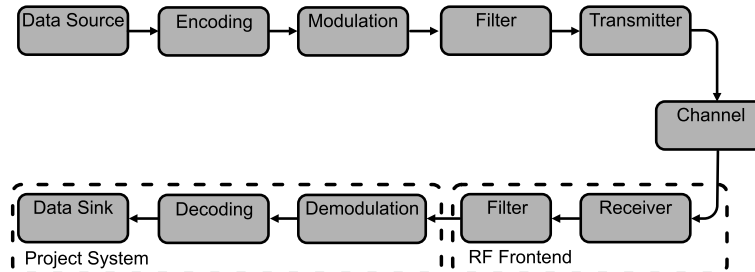 Data Source
Encoding
Modulation
Filter
Transmitter
Channel
Data Sink
Decoding
Demodulation
Filter
Receiver
Project System
RF Frontend